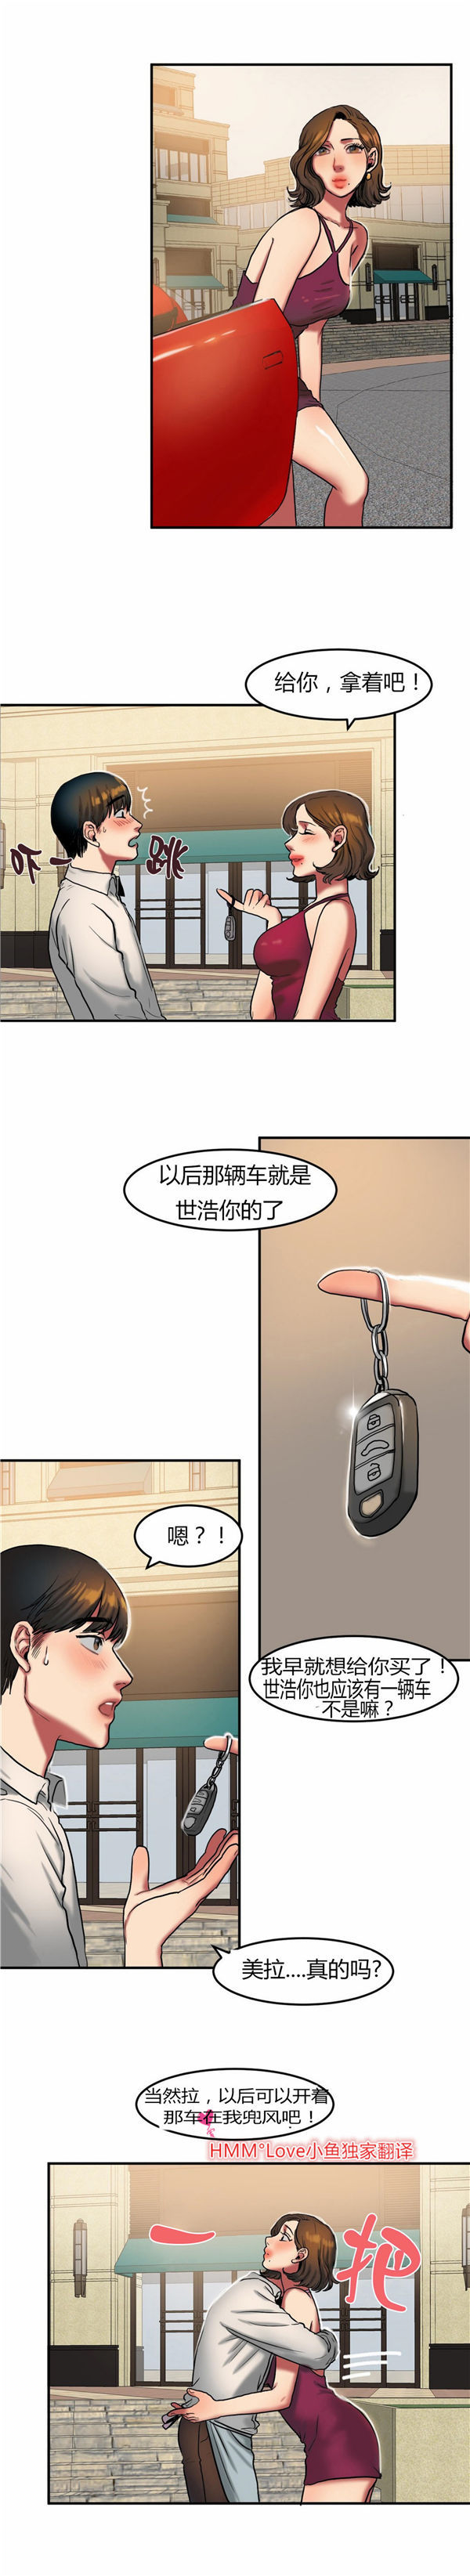 给你，拿着吧！
吓一跳
以后那辆车就是
世浩你的了
嗯？！
我早就想给你买了！
世浩你也应该有一辆车
不是嘛？
美拉....真的吗?
当然拉，以后可以开着
那车在我兜风吧！
HMM°Love小鱼独家翻译
一把